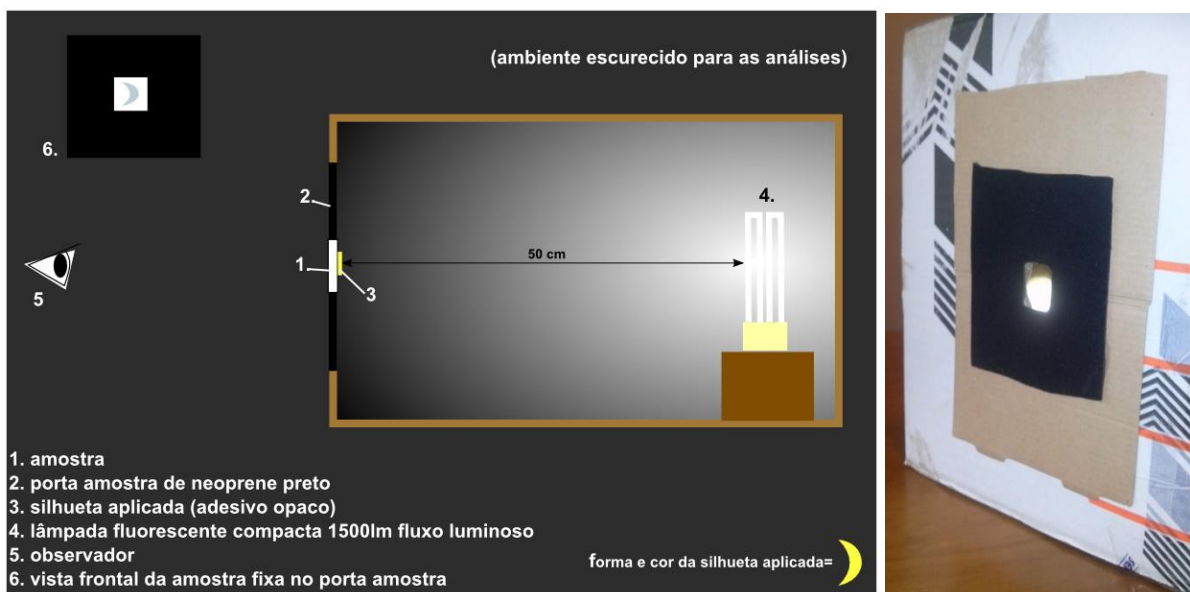 (ambiente escurecido para as análises)
6.
2.
4.
50 cm
1.
5
3
1. amostra
2. porta amostra de neoprene preto
3. silhueta aplicada (adesivo opaco)
4. lâmpada fluorescente compacta 1500lm fluxo luminoso
5. observador
6. vista frontal da amostra fixa no porta amostra
forma e cor da silhueta aplicada=